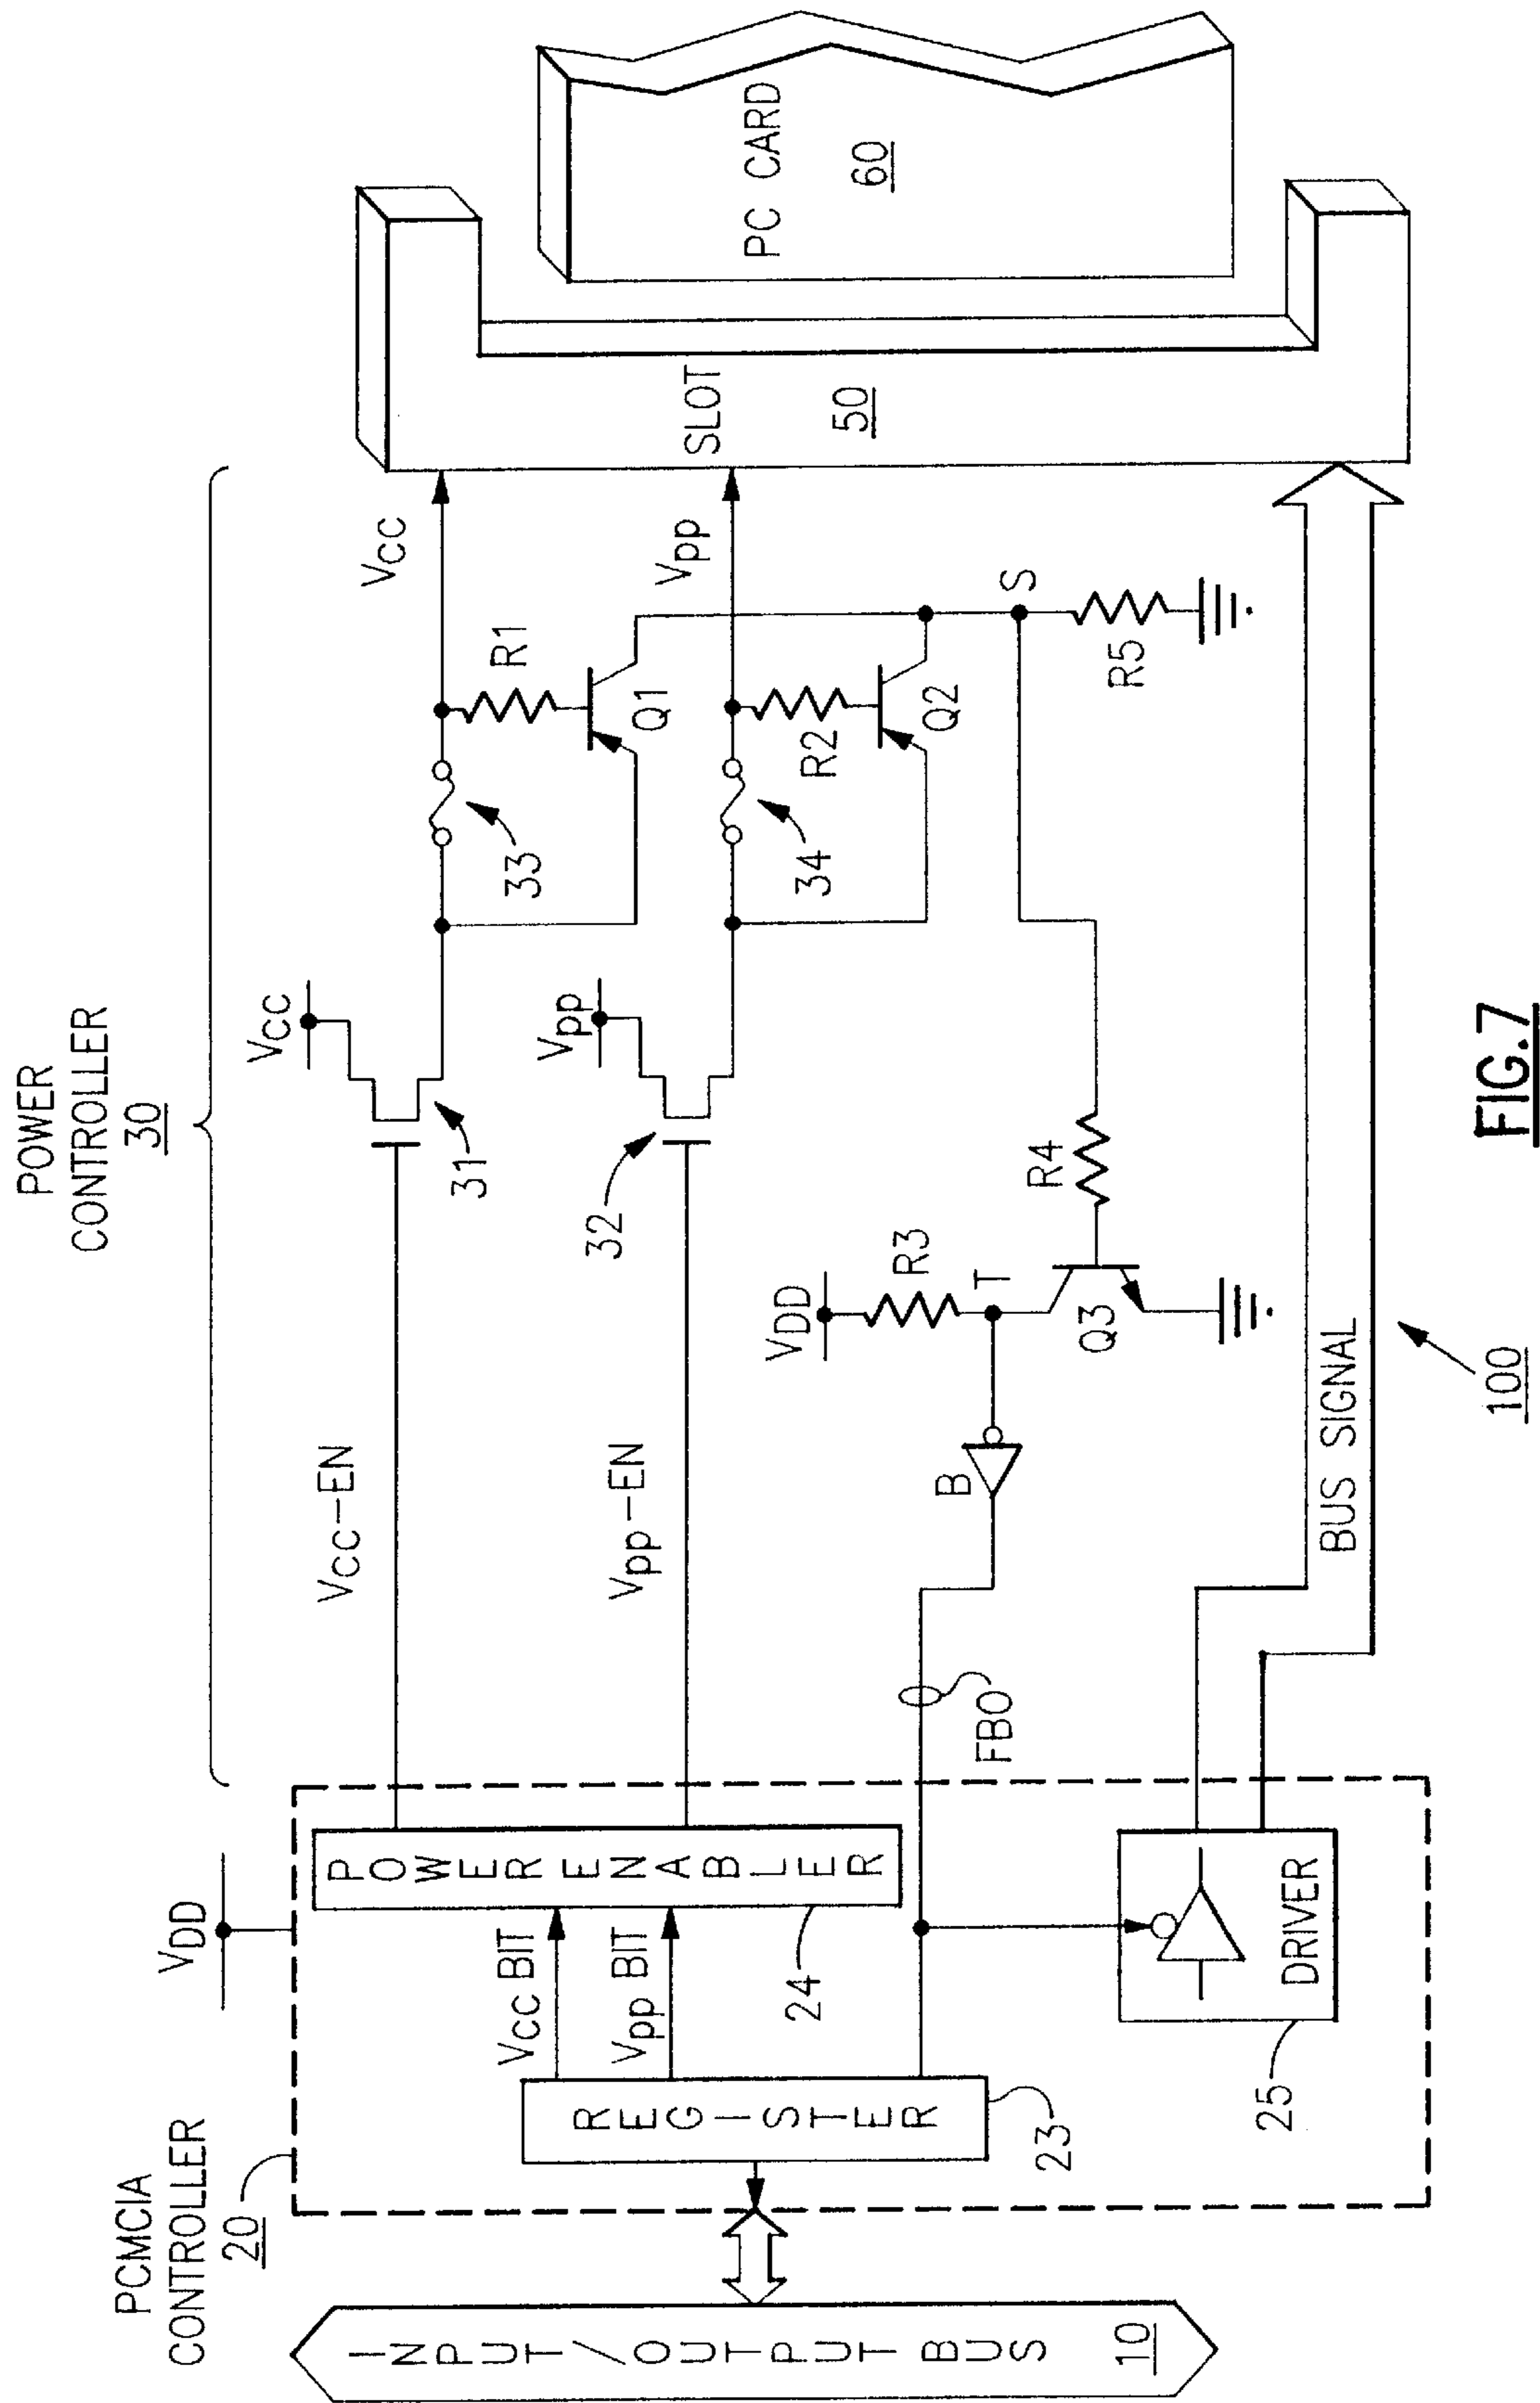 POWER
CONTROLLER
30
PCMCIA
CONTROLLER
20
VDD
INPUT/OUTPUT BUS
10
REGISTER
23
VCC BIT
Vpp BIT
POWER ENABLER
24
DRIVER
25
VCC-EN
Vpp-EN
FBO
B
VDD
R3
T
Q3
R4
VCC
31
Vpp
32
33
34
R1
Q1
R2
Q2
S
R5
VCC
Vpp
SLOT
50
PC CARD
60
BUS SIGNAL
100
FIG.7